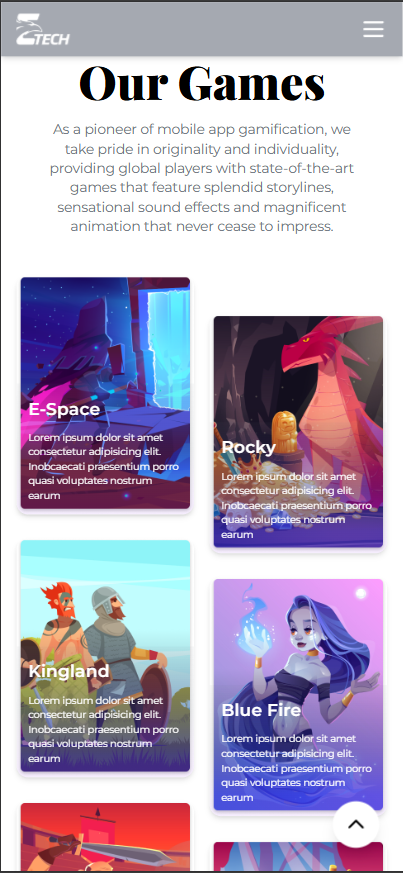 ZTECH
Our Games
As a pioneer of mobile app gamification, we
take pride in originality and individuality,
providing global players with state-of-the-art
games that feature splendid storylines,
sensational sound effects and magnificent
animation that never cease to impress.
E-Space
Lorem ipsum dolor sit amet
consectetur adipisicing elit.
Inobcaecati praesentium porro
quasi voluptates nostrum
earum
Rocky
Lorem ipsum dolor sit amet
consectetur adipisicing elit.
Inobcaecati praesentium porro
quasi voluptates nostrum
earum
Kingland
Lorem ipsum dolor sit amet
consectetur adipisicing elit.
Inobcaecati praesentium porro
quasi voluptates nostrum
earum
Blue Fire
Lorem ipsum dolor sit amet
consectetur adipisicing elit.
Inobcaecati praesentium porro
quasi voluptates nostrum
earum